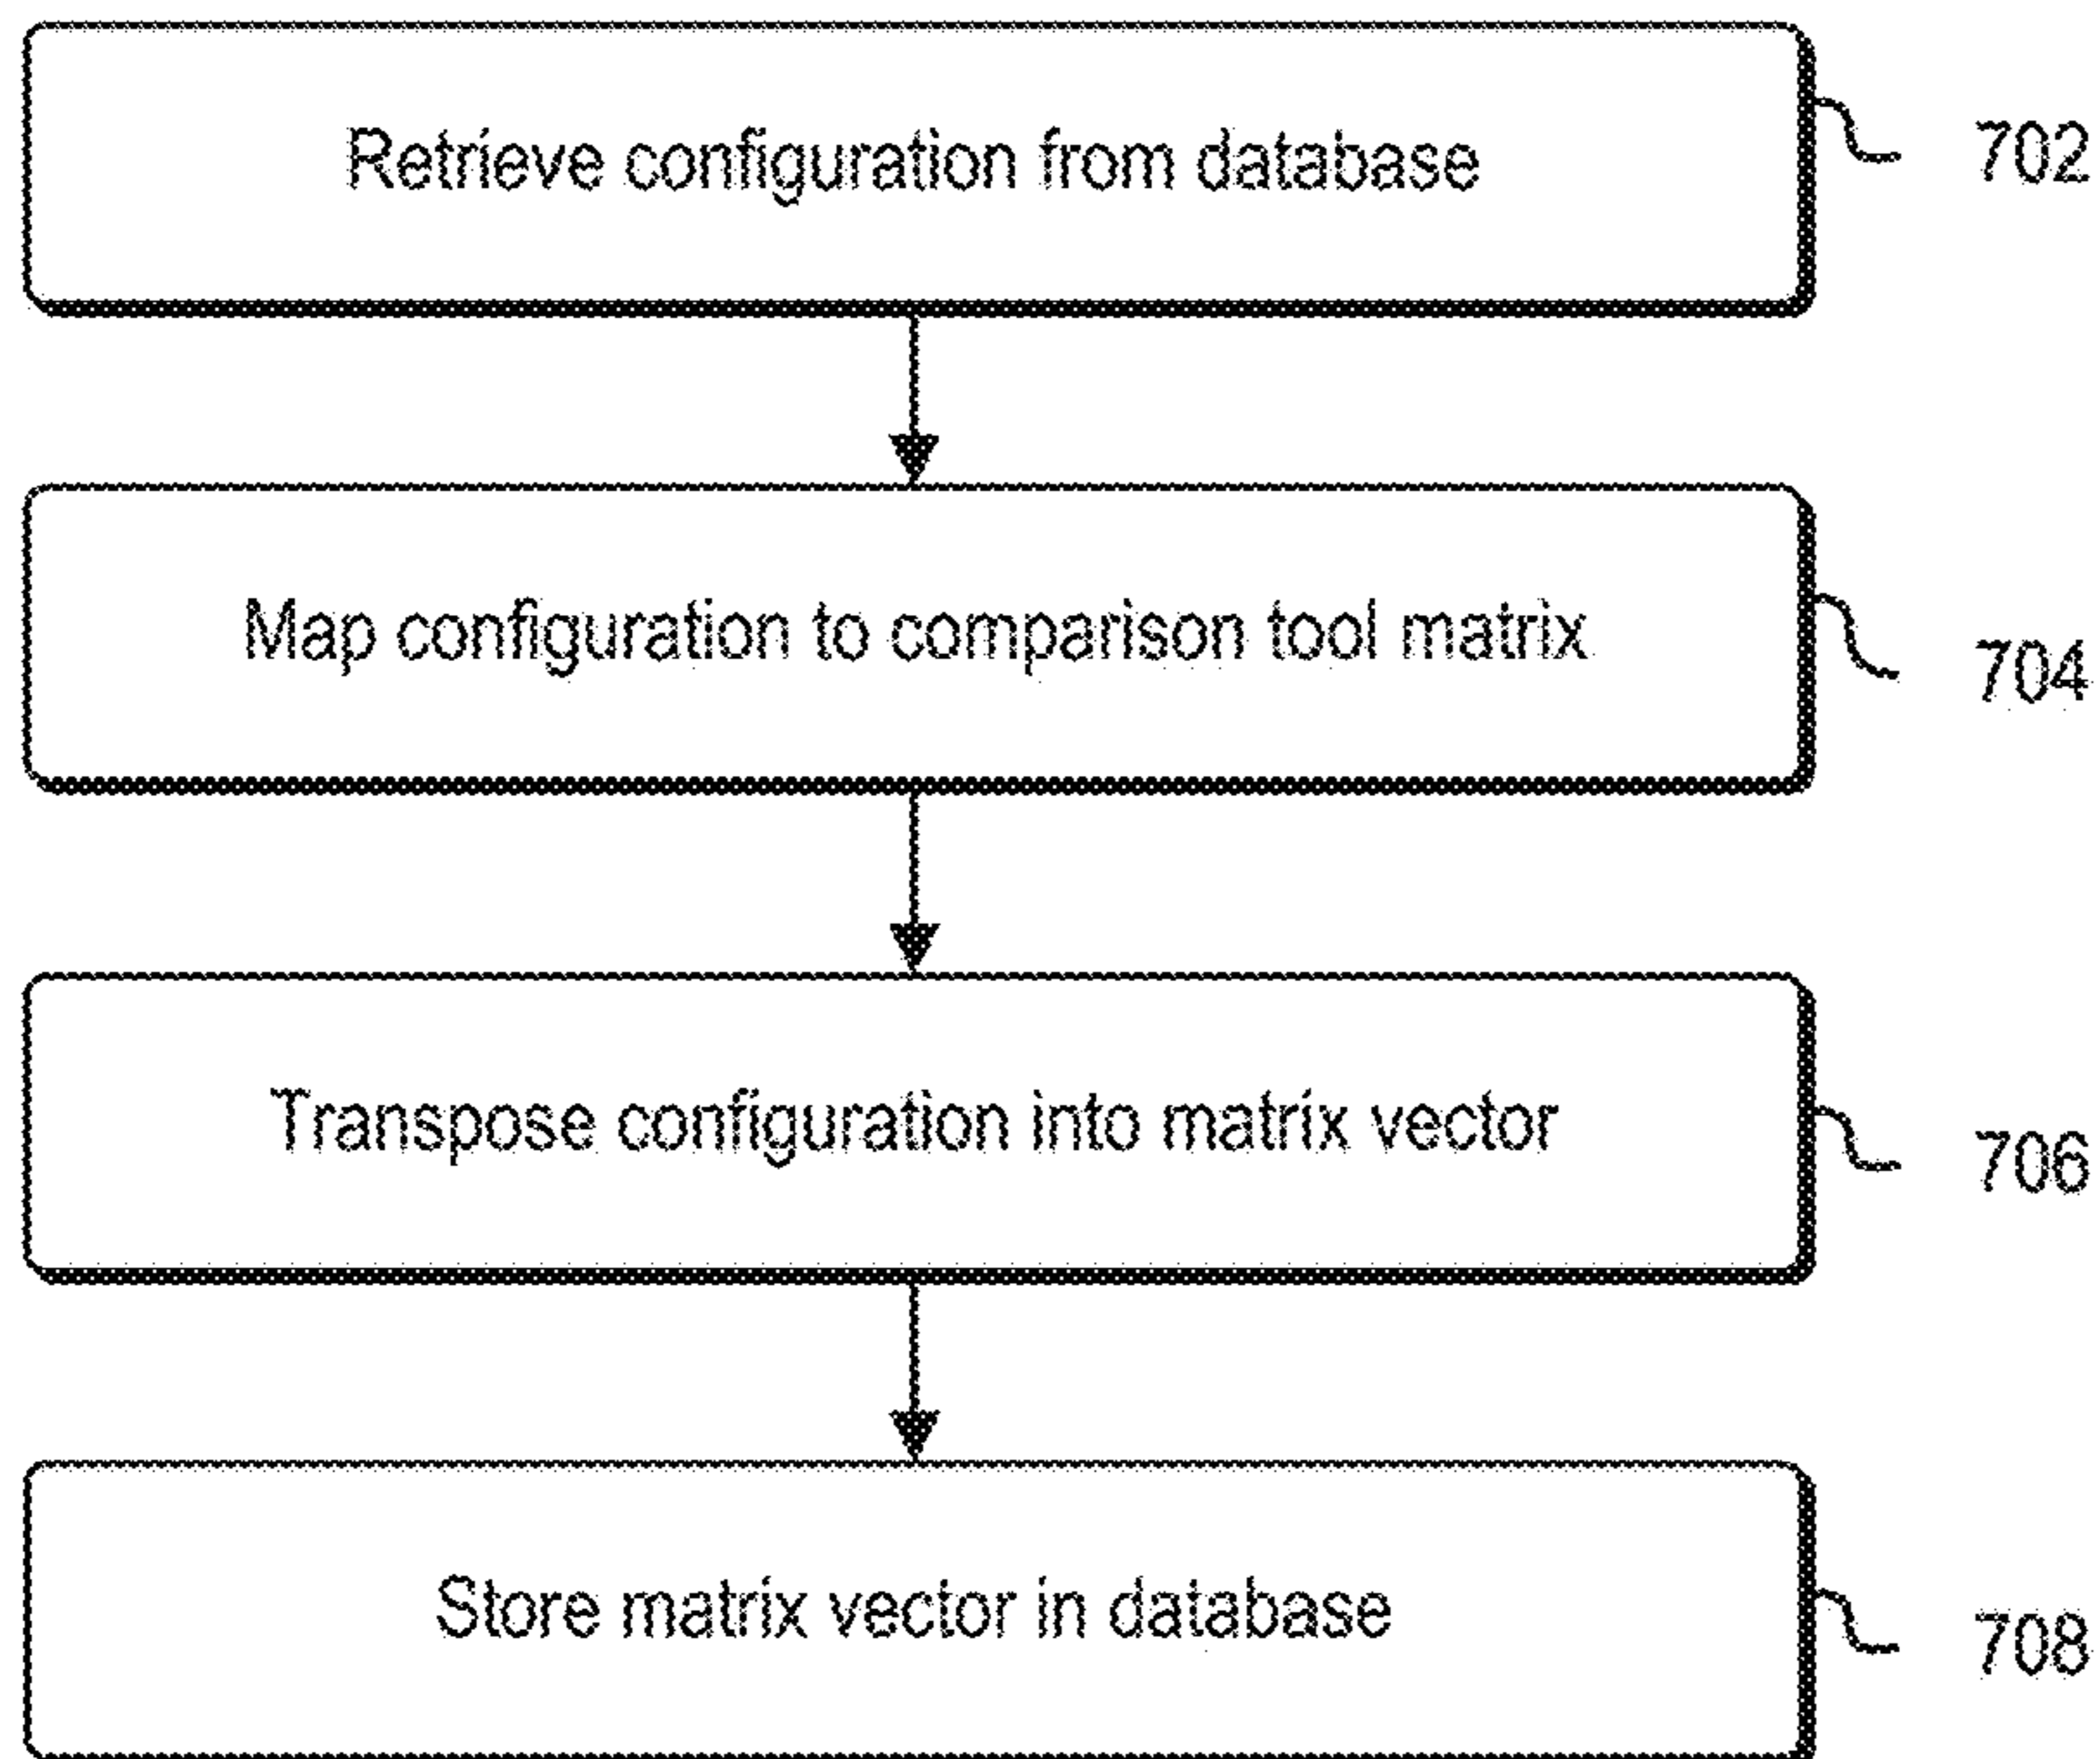 Retrieve configuration from database
702
Map configuration to comparison tool matrix
704
Transpose configuration into matrix vector
706
Store matrix vector in database
708